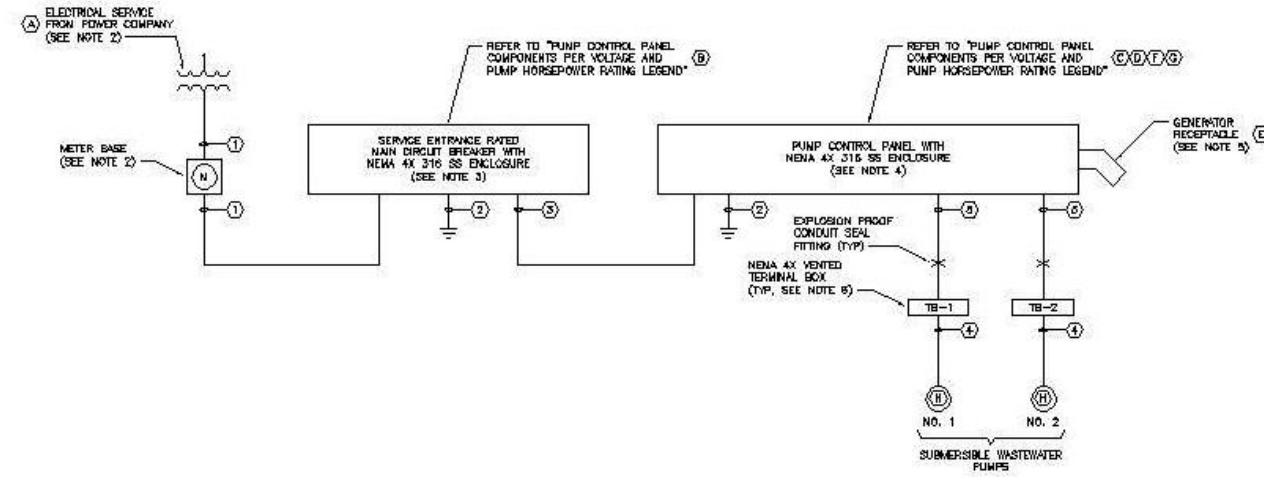 A
ELECTRICAL SERVICE
FROM POWER COMPANY
(SEE NOTE 2)
REFER TO "PUMP CONTROL PANEL
COMPONENTS PER VOLTAGE AND
PUMP HORSEPOWER RATING LEGEND"
B
REFER TO "PUMP CONTROL PANEL
COMPONENTS PER VOLTAGE AND
PUMP HORSEPOWER RATING LEGEND"
C D F G
METER BASE
(SEE NOTE 2)
1
M
1
SERVICE ENTRANCE RATED
MAIN CIRCUIT BREAKER WITH
NEMA 4X 316 SS ENCLOSURE
(SEE NOTE 3)
2
3
PUMP CONTROL PANEL WITH
NEMA 4X 316 SS ENCLOSURE
(SEE NOTE 4)
GENERATOR
RECEPTACLE
(SEE NOTE 5)
E
2
EXPLOSION PROOF
CONDUIT SEAL
FITTING (TYP)
NEMA 4X VENTED
TERMINAL BOX
(TYP, SEE NOTE 6)
TB-1
TB-2
4
4
M
M
NO. 1
NO. 2
SUBMERSIBLE WASTEWATER
PUMPS